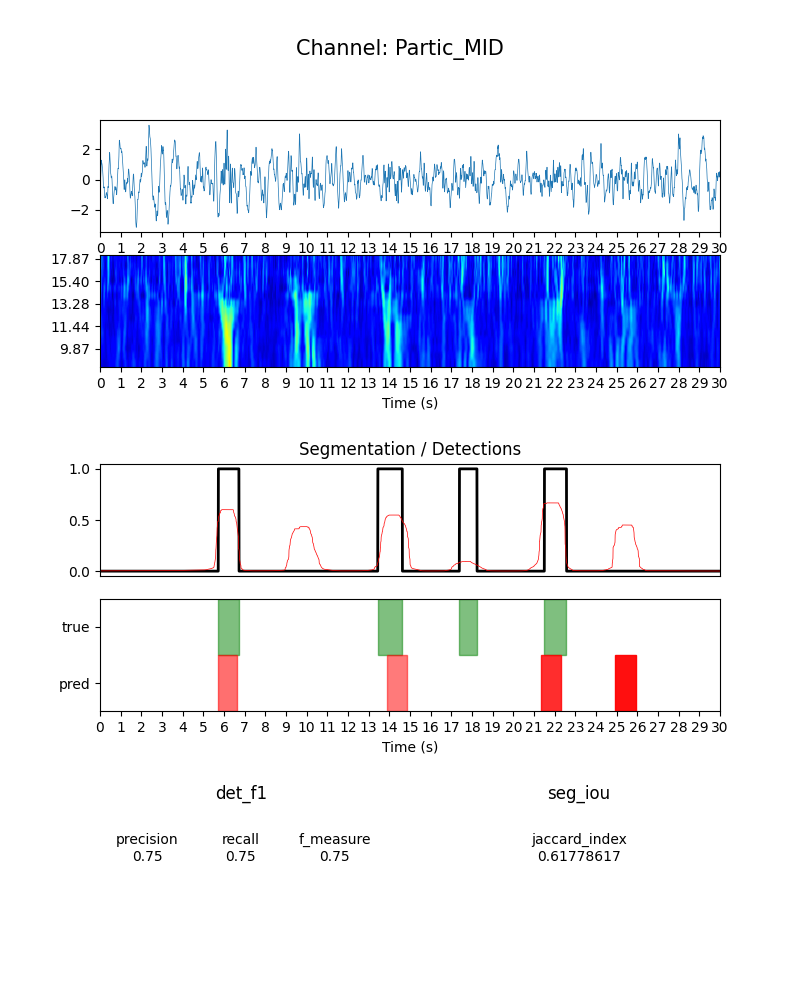 Channel: Partic_MID
2
0
−2
0 1 2 3 4 5 6 7 8 9 10 11 12 13 14 15 16 17 18 19 20 21 22 23 24 25 26 27 28 29 30
17.87
15.40
13.28
11.44
9.87
0 1 2 3 4 5 6 7 8 9 10 11 12 13 14 15 16 17 18 19 20 21 22 23 24 25 26 27 28 29 30
Time (s)
Segmentation / Detections
1.0
0.5
0.0
true
pred
0 1 2 3 4 5 6 7 8 9 10 11 12 13 14 15 16 17 18 19 20 21 22 23 24 25 26 27 28 29 30
Time (s)
det_f1 seg_iou
precision recall f_measure jaccard_index
0.75 0.75 0.75 0.61778617